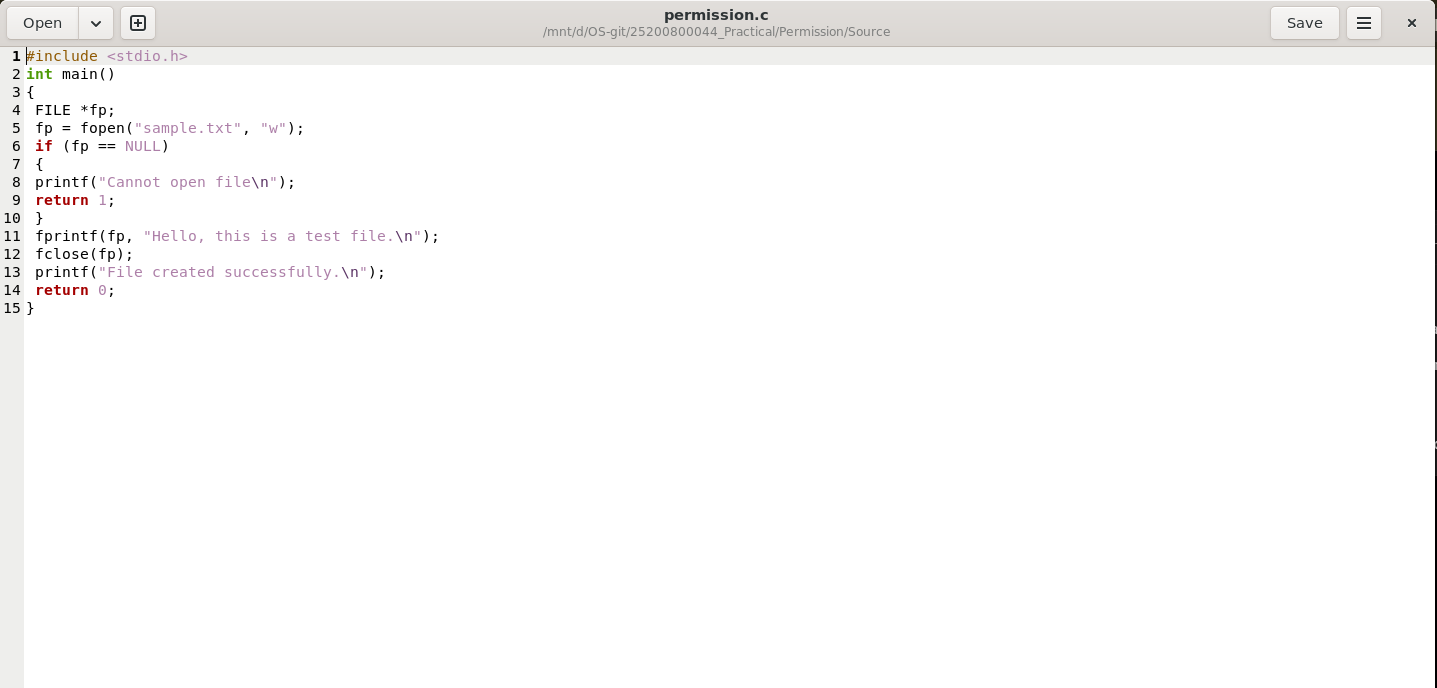 Open
permission.c
/mnt/d/OS-git/25200800044_Practical/Permission/Source
Save
1 #include <stdio.h>
2 int main()
3 {
4  FILE *fp;
5  fp = fopen("sample.txt", "w");
6  if (fp == NULL)
7  {
8  printf("Cannot open file\n");
9  return 1;
10  }
11  fprintf(fp, "Hello, this is a test file.\n");
12  fclose(fp);
13  printf("File created successfully.\n");
14  return 0;
15 }